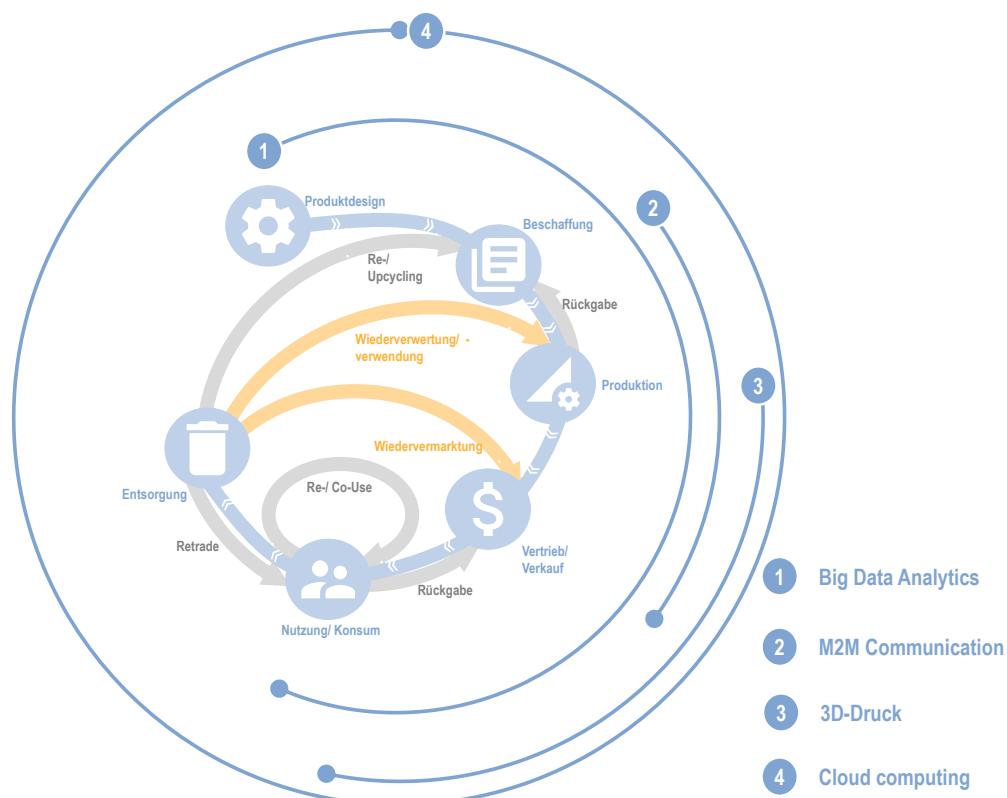 4
1
Produktdesign
2
Beschaffung
Re-/
Upcycling
Rückgabe
Wiederverwertung/ -
verwendung
Produktion
3
Wiedervermarktung
Re-/ Co-Use
Entsorgung
Retrade
$
Vertrieb/
Verkauf
Rückgabe
Nutzung/ Konsum
1 Big Data Analytics
2 M2M Communication
3 3D-Druck
4 Cloud computing